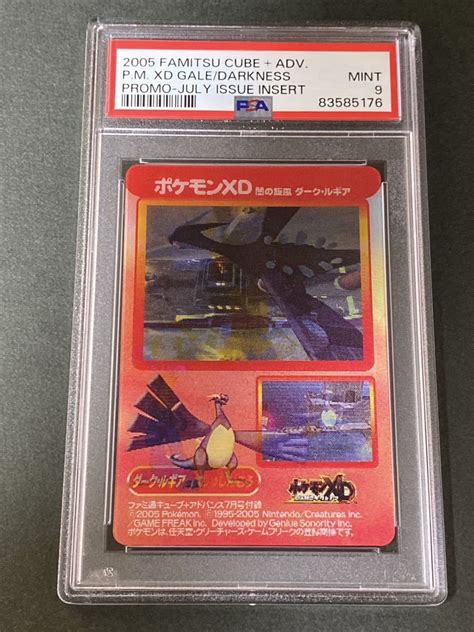 2005 FAMITSU CUBE + ADV.
P.M. XD GALE/DARKNESS MINT
PROMO-JULY ISSUE INSERT 9
PSA 83585176
ポケモンXD 闇の旋風 ダーク・ルギア
ダーク・ルギア
ポケモンXD
ファミ通キューブ+アドバンス7月号付録
©2005 Pokémon. ©1995-2005 Nintendo/Creatures inc.
/GAME FREAK inc. Developed by Genius Sonority inc.
ポケモンは、任天堂・クリーチャーズ・ゲームフリークの登録商標です。